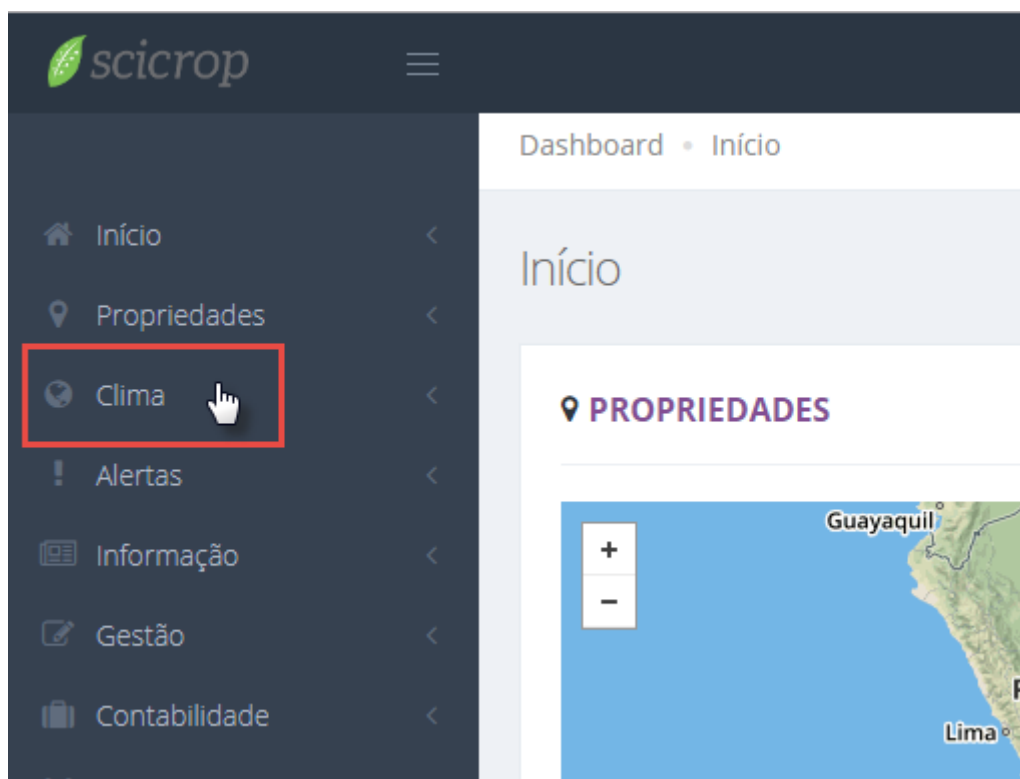 scicrop
Dashboard • Início
Início
Propriedades
Clima
Alertas
Informação
Gestão
Contabilidade
Início
PROPRIEDADES
+
−
Guayaquil
Lima